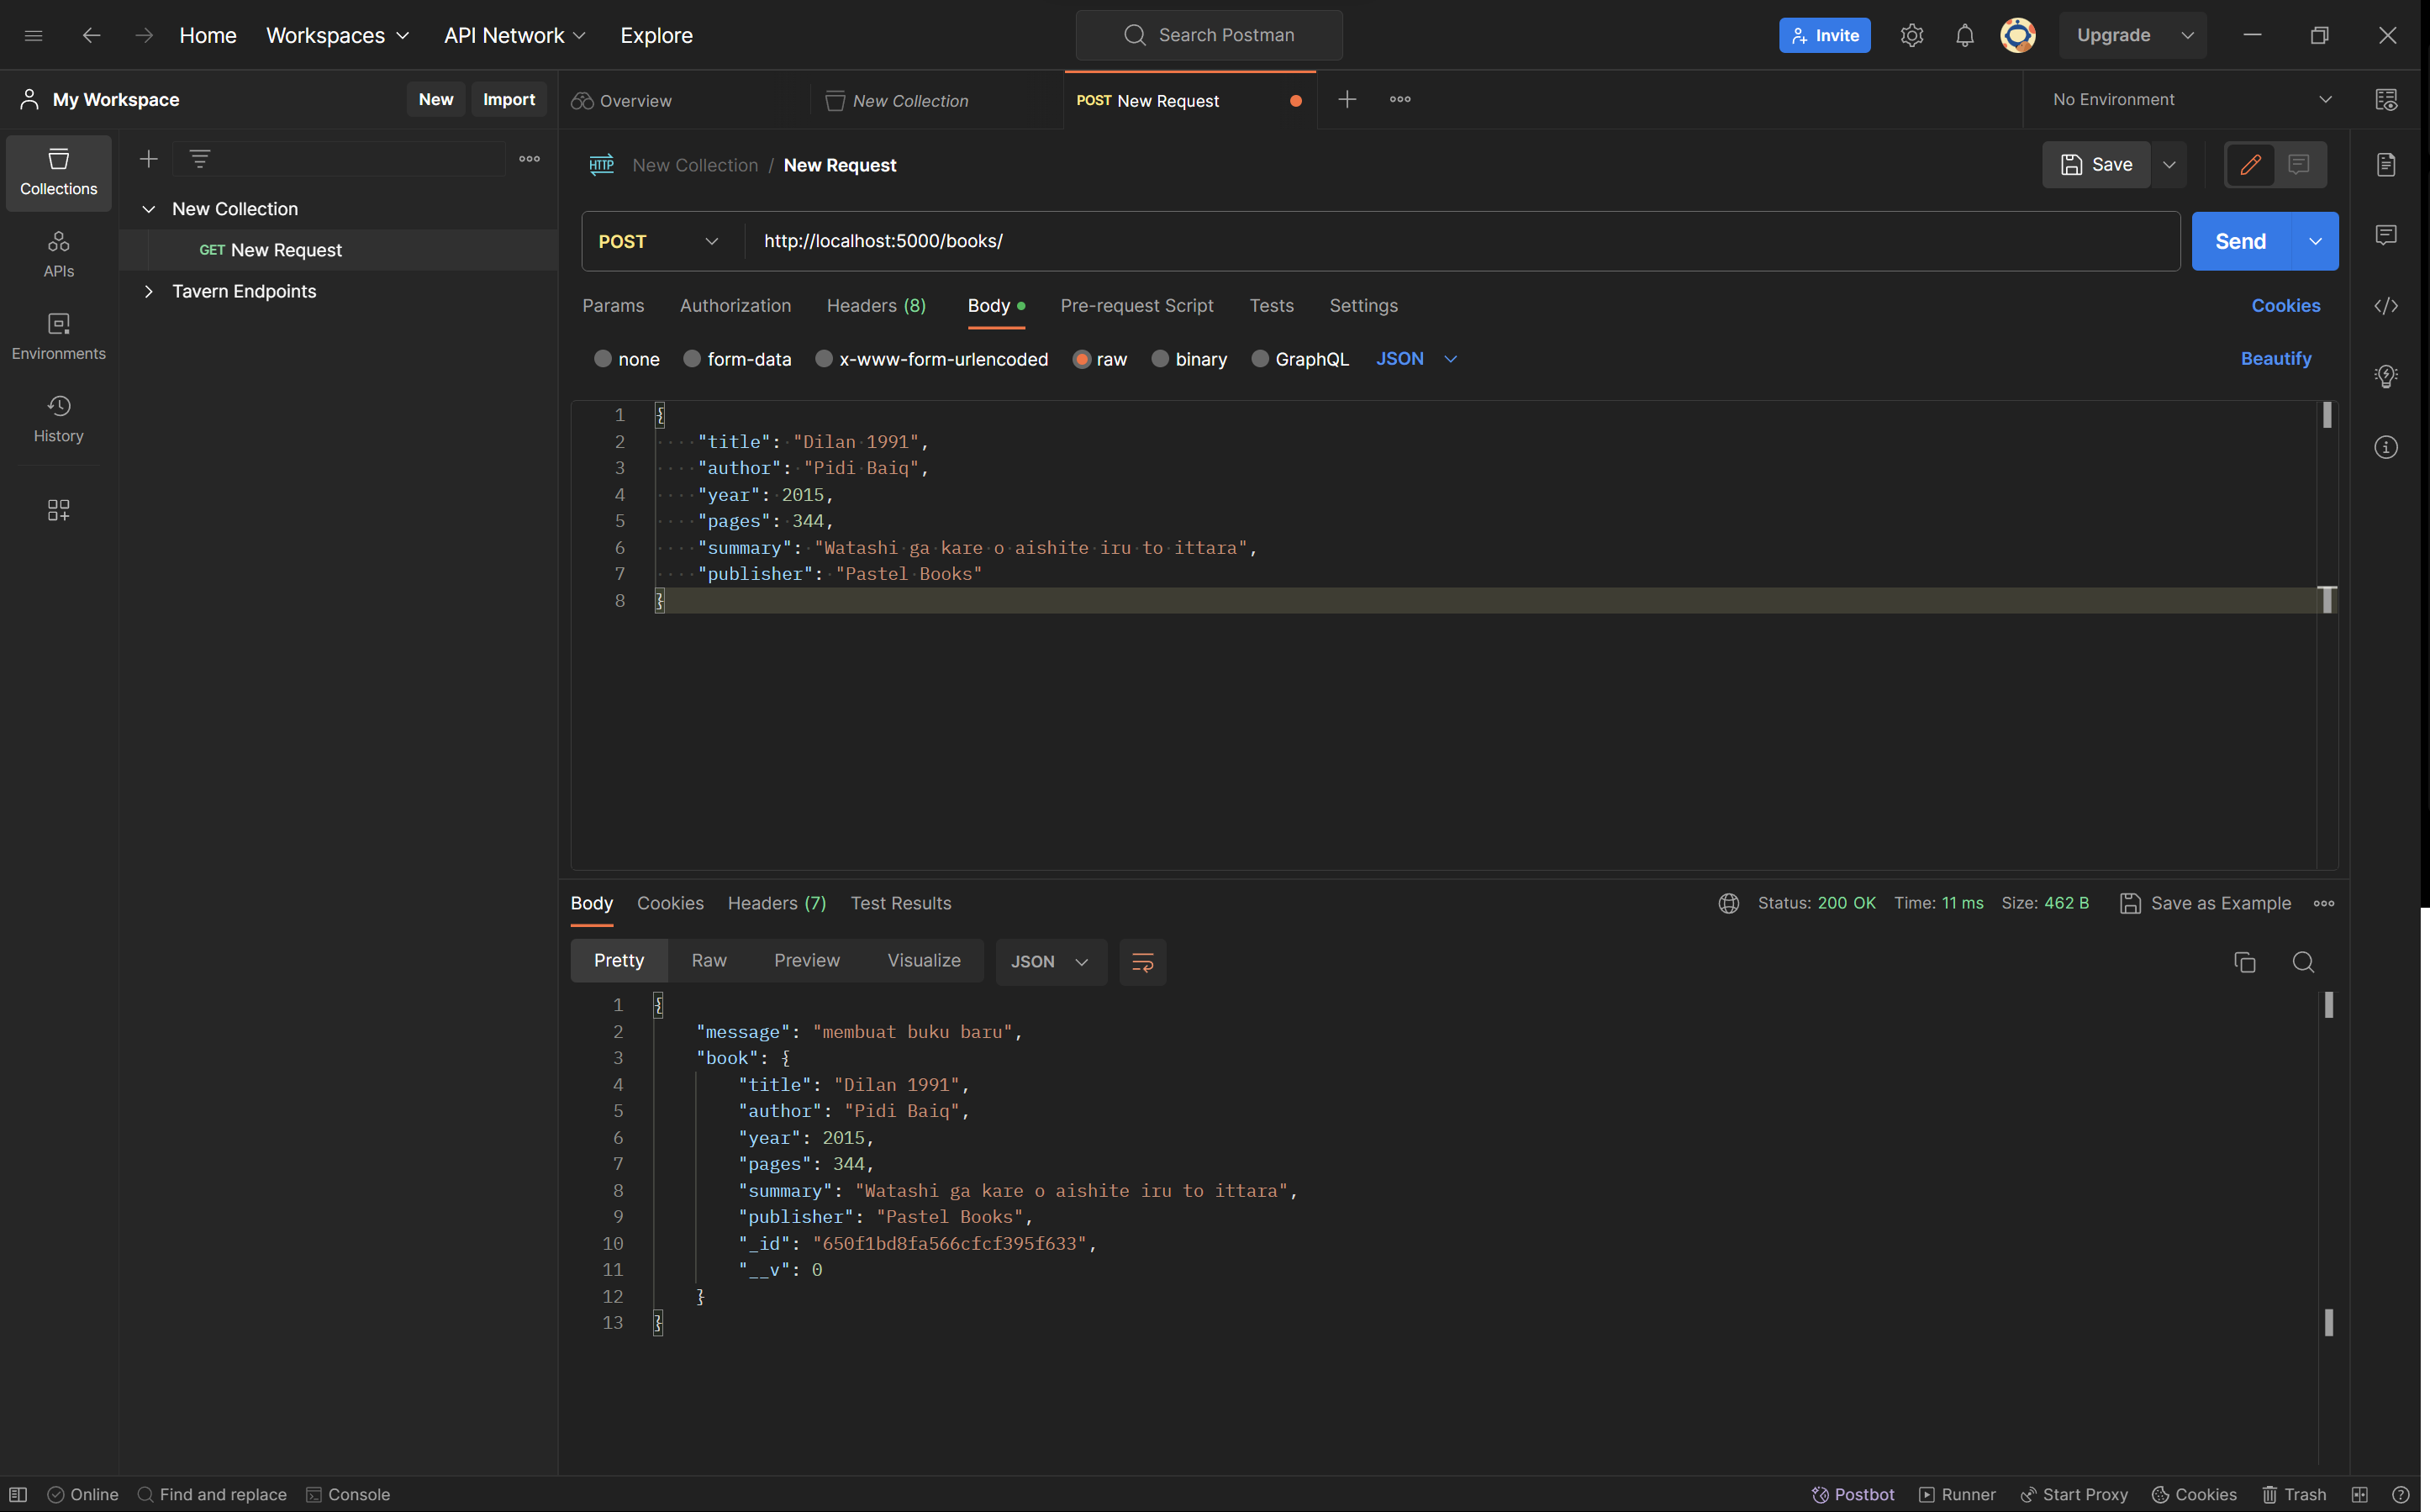 Home Workspaces API Network Explore Search Postman Invite Upgrade
My Workspace New Import Overview New Collection POST New Request No Environment
Collections
APIs
Environments
History
New Collection
GET New Request
Tavern Endpoints
HTTP New Collection / New Request Save
POST http://localhost:5000/books/ Send
Params Authorization Headers (8) Body Pre-request Script Tests Settings Cookies
none form-data x-www-form-urlencoded raw binary GraphQL JSON Beautify
1 {
2 "title": "Dilan 1991",
3 "author": "Pidi Baiq",
4 "year": 2015,
5 "pages": 344,
6 "summary": "Watashi ga kare o aishite iru to ittara",
7 "publisher": "Pastel Books"
8 }
Body Cookies Headers (7) Test Results Status: 200 OK Time: 11 ms Size: 462 B Save as Example
Pretty Raw Preview Visualize JSON
1 {
2 "message": "membuat buku baru",
3 "book": {
4 "title": "Dilan 1991",
5 "author": "Pidi Baiq",
6 "year": 2015,
7 "pages": 344,
8 "summary": "Watashi ga kare o aishite iru to ittara",
9 "publisher": "Pastel Books",
10 "_id": "650f1bd8fa566cfcf395f633",
11 "__v": 0
12 }
13 }
Online Find and replace Console Postbot Runner Start Proxy Cookies Trash